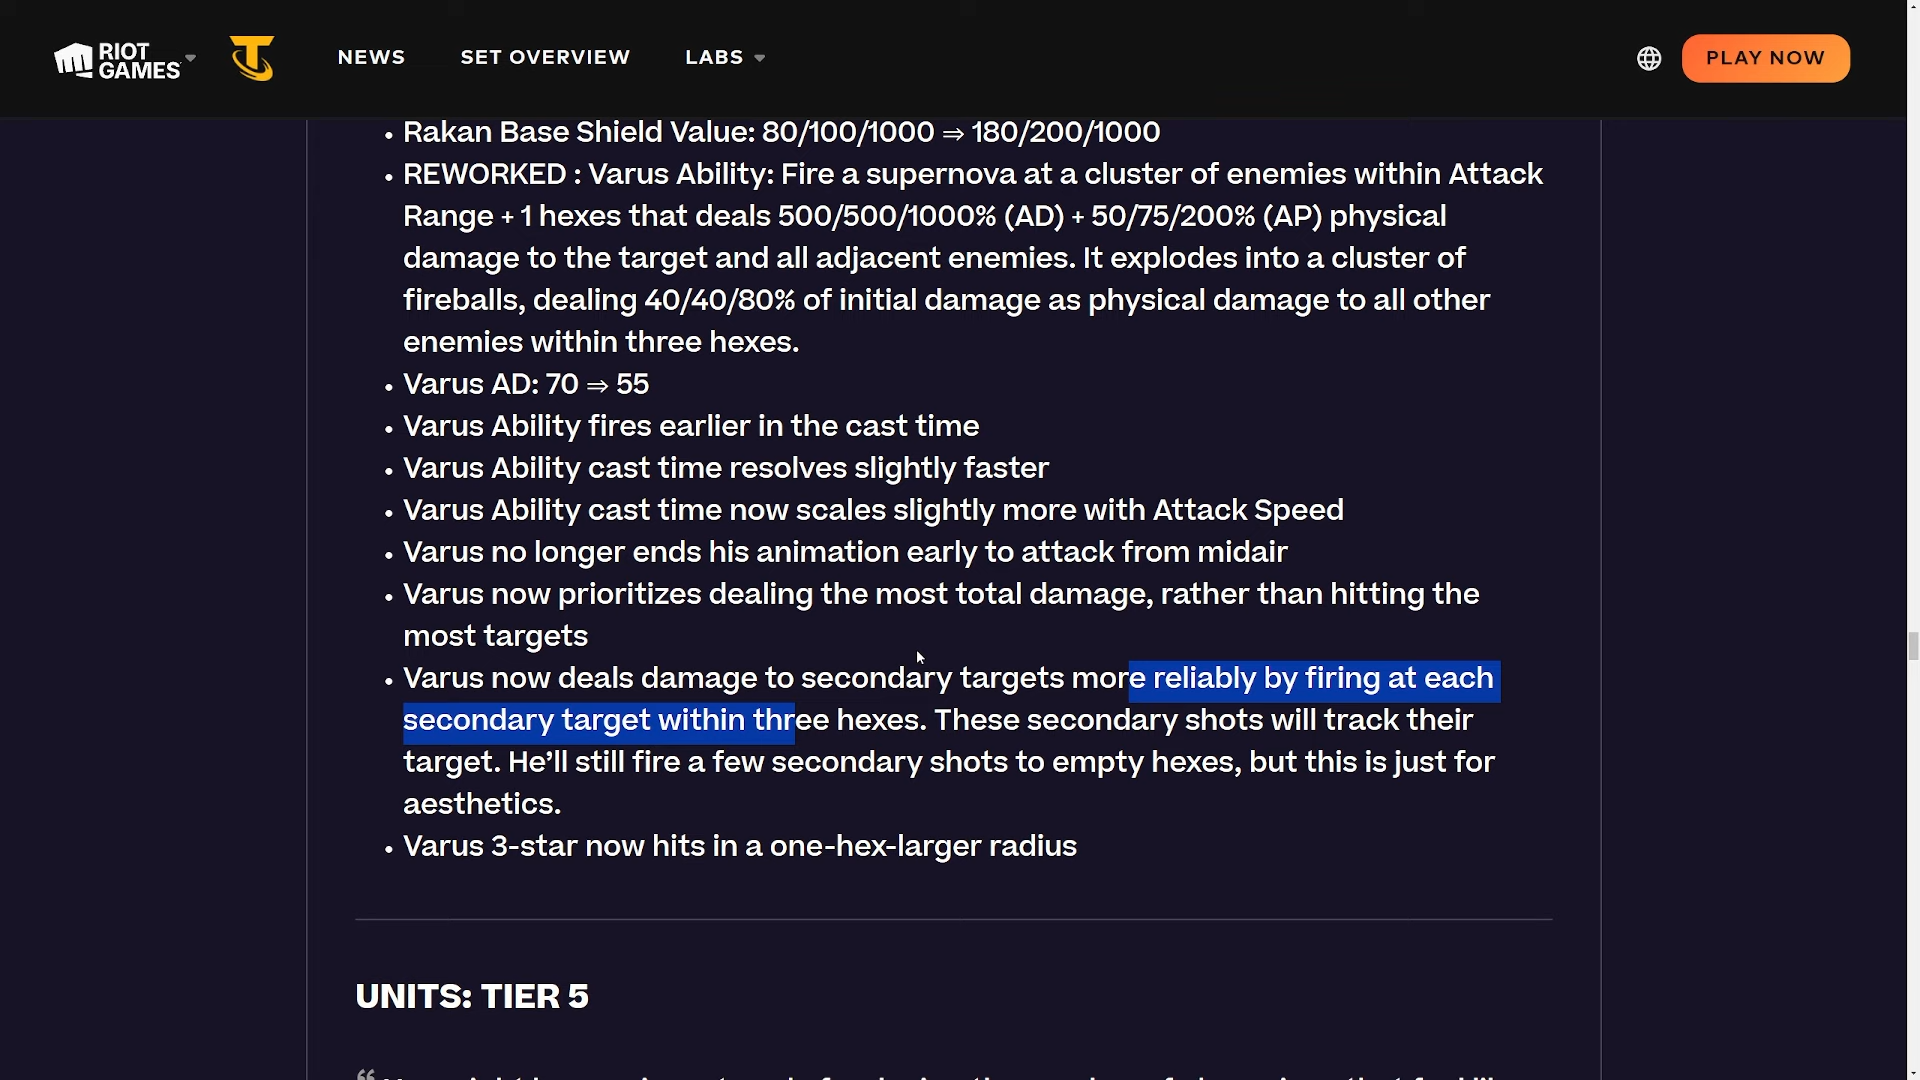 RIOT GAMES
NEWS
SET OVERVIEW
LABS
PLAY NOW
• Rakan Base Shield Value: 80/100/1000 ⇒ 180/200/1000
• REWORKED : Varus Ability: Fire a supernova at a cluster of enemies within Attack
Range + 1 hexes that deals 500/500/1000% (AD) + 50/75/200% (AP) physical
damage to the target and all adjacent enemies. It explodes into a cluster of
fireballs, dealing 40/40/80% of initial damage as physical damage to all other
enemies within three hexes.
• Varus AD: 70 ⇒ 55
• Varus Ability fires earlier in the cast time
• Varus Ability cast time resolves slightly faster
• Varus Ability cast time now scales slightly more with Attack Speed
• Varus no longer ends his animation early to attack from midair
• Varus now prioritizes dealing the most total damage, rather than hitting the
most targets
• Varus now deals damage to secondary targets more reliably by firing at each
secondary target within three hexes. These secondary shots will track their
target. He’ll still fire a few secondary shots to empty hexes, but this is just for
aesthetics.
• Varus 3-star now hits in a one-hex-larger radius
UNITS: TIER 5